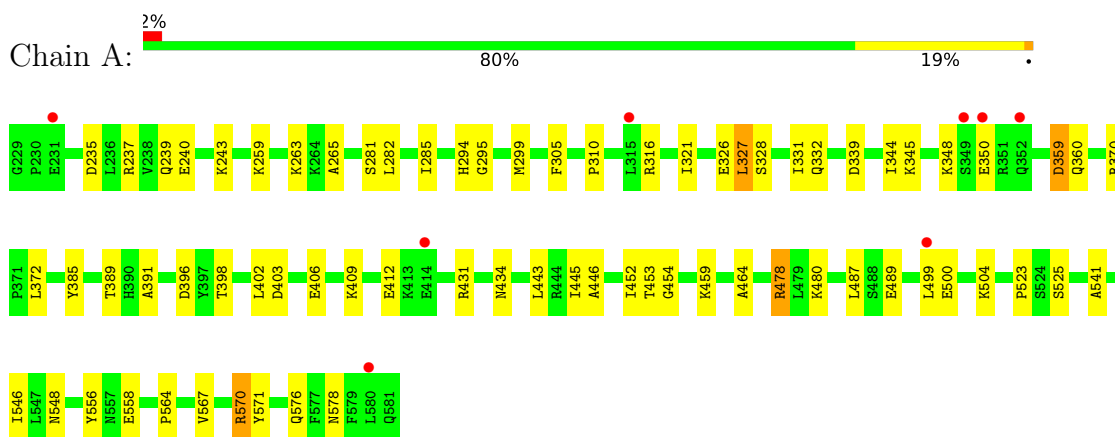 2%
Chain A:
80% 19% •
G229 P230 E231 D235 L236 R237 V238 Q239 E240 K243 K259 K263 K264 A265 S281 L282 I285 H294 G295 M299 F305 P310 L315 R316 I321 E326 L327 S328 I331 Q332 D339 I344 K345 K348 S349 E350 R351 Q352 D359 Q360
P371 L372 Y385 T389 H390 A391 D396 Y397 T398 L402 D403 E406 K409 E412 K413 E414 R431 N434 L443 R444 I445 A446 I452 T453 G454 K459 A464 R478 L479 K480 L487 S488 E489 L499 E500 K504 P523 S524 S525 A541
I546 L547 N548 Y556 N557 E558 P564 V567 R570 Y571 Q576 F577 N578 F579 L580 Q581